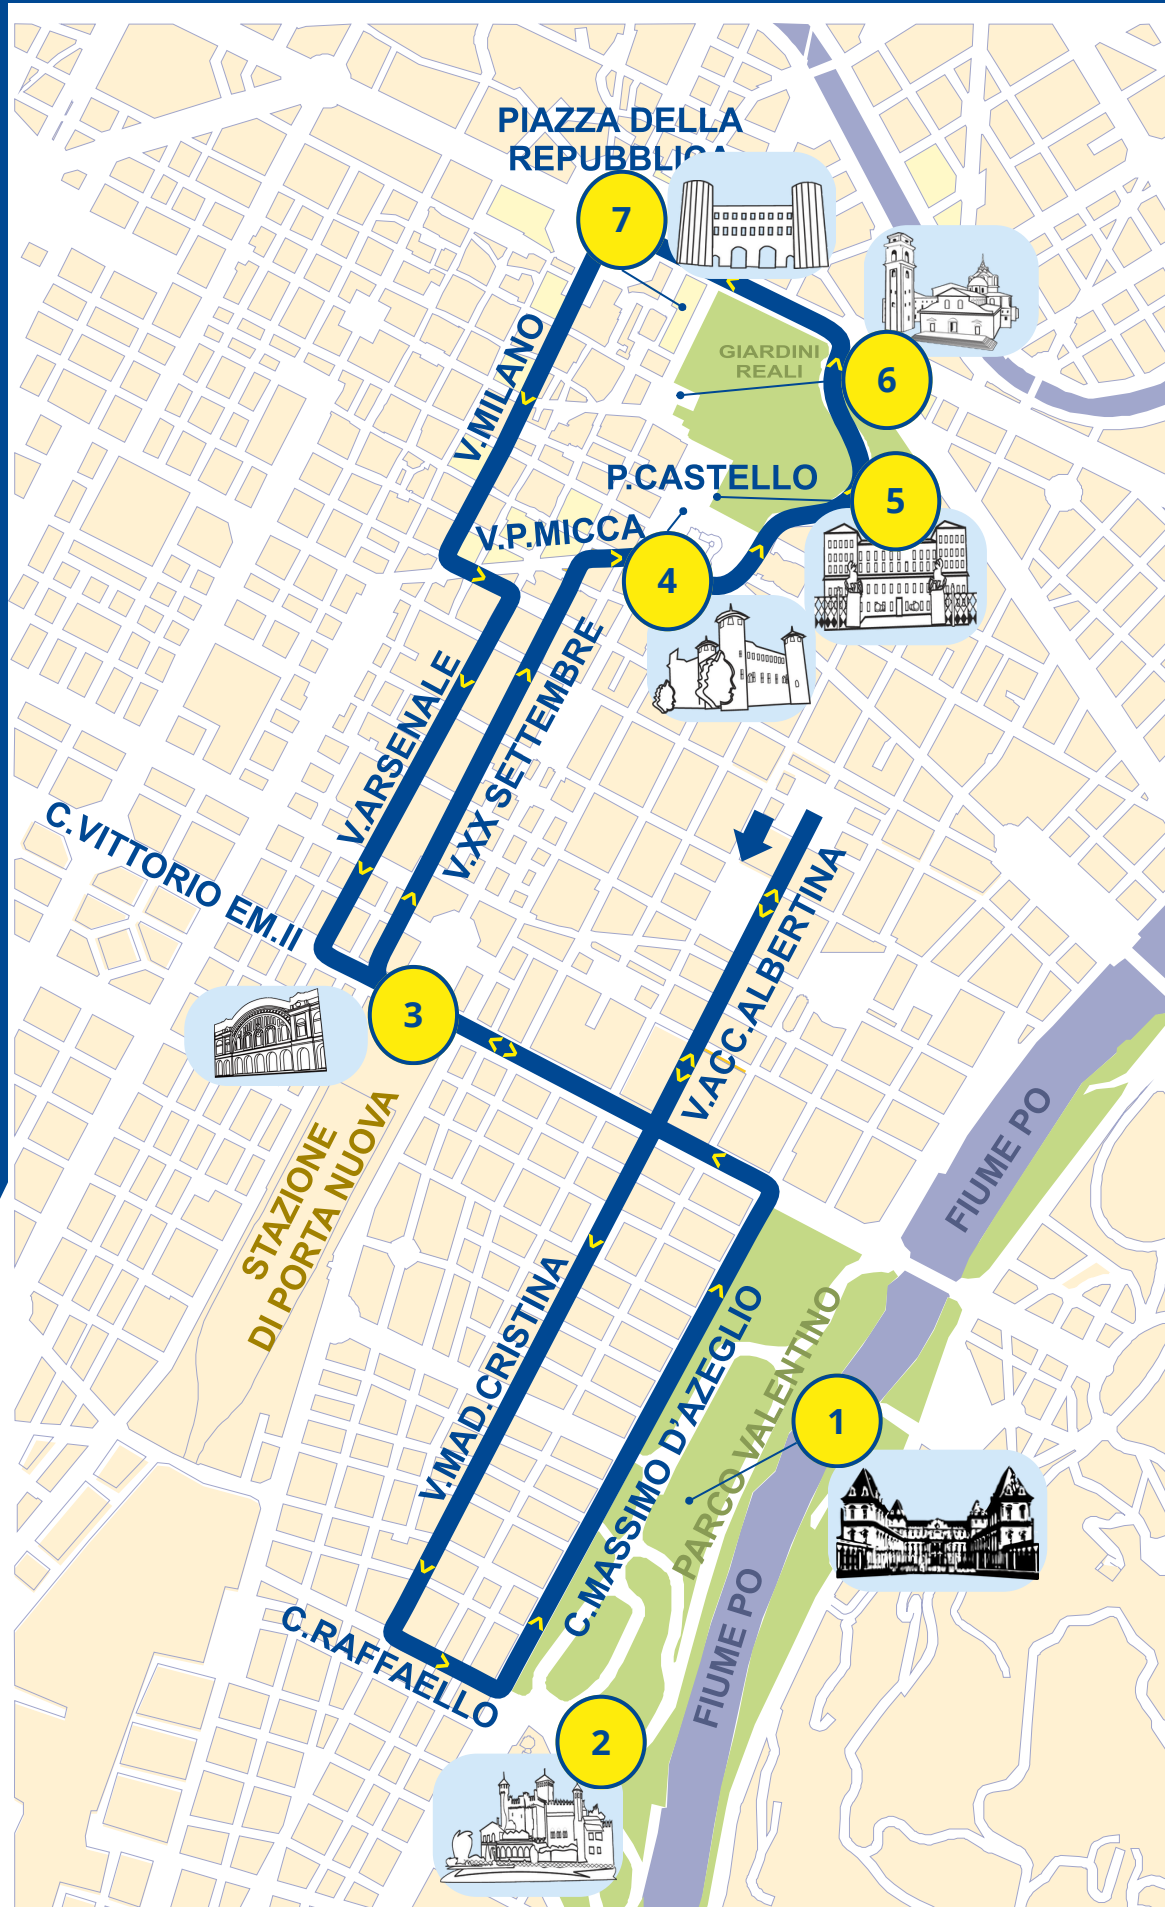 PIAZZA DELLA
REPUBBLICA
7
V.MILANO
GIARDINI
REALI
6
P.CASTELLO
5
V.P.MICCA
4
V.ARSENALE
V.XX SETTEMBRE
C.VITTORIO EM.II
V.ACC.ALBERTINA
3
STAZIONE
DI PORTA NUOVA
FIUME PO
V.MAD.CRISTINA
C.MASSIMO D'AZEGLIO
PARCO VALENTINO
1
FIUME PO
C.RAFFAELLO
2